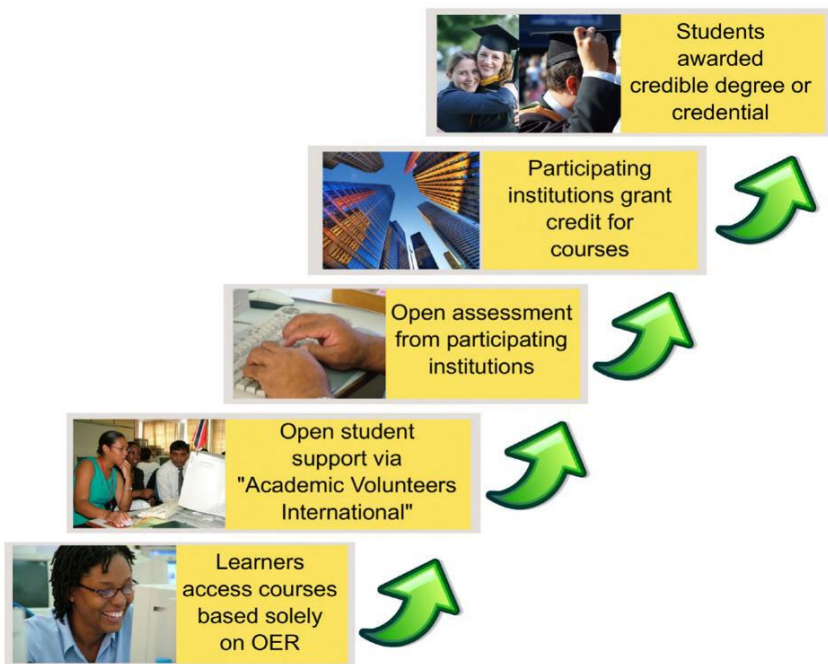 Students
awarded
credible degree or
credential
Participating
institutions grant
credit for
courses
Open assessment
from participating
institutions
Open student
support via
"Academic Volunteers
International"
Learners
access courses
based solely
on OER